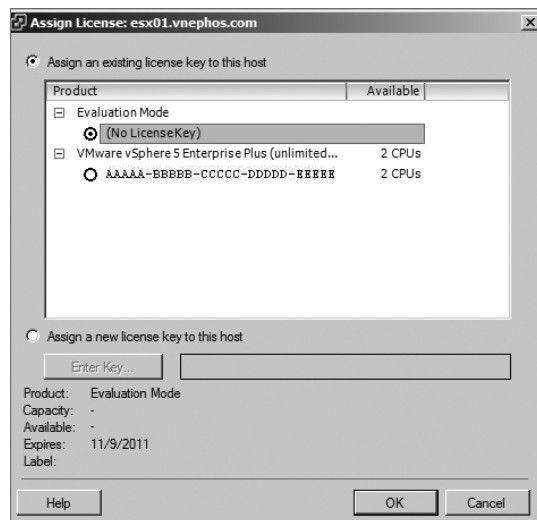 Assign License: esx01.vnephos.com
Assign an existing license key to this host
Product Available
Evaluation Mode
(No LicenseKey)
VMware vSphere 5 Enterprise Plus (unlimited... 2 CPUs
AAAAA-BBBBB-CCCCC-DDDDD-EEEEE 2 CPUs
Assign a new license key to this host
Enter Key...
Product: Evaluation Mode
Capacity: -
Available: -
Expires: 11/9/2011
Label:
Help OK Cancel